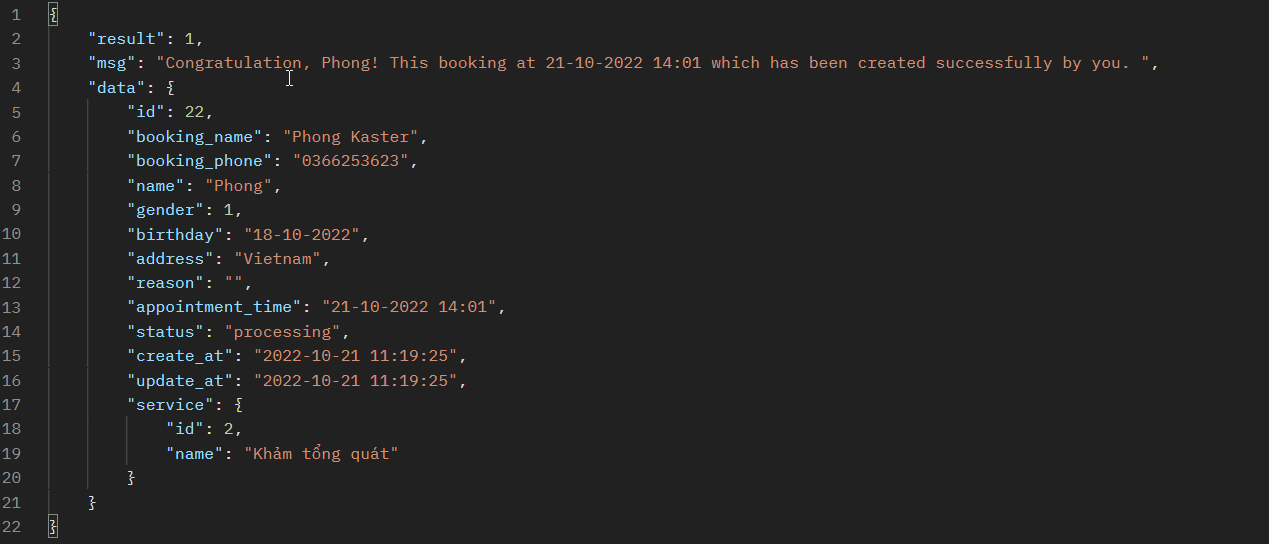 1 {
2 "result": 1,
3 "msg": "Congratulation, Phong! This booking at 21-10-2022 14:01 which has been created successfully by you. ",
4 "data": {
5 "id": 22,
6 "booking_name": "Phong Kaster",
7 "booking_phone": "0366253623",
8 "name": "Phong",
9 "gender": 1,
10 "birthday": "18-10-2022",
11 "address": "Vietnam",
12 "reason": "",
13 "appointment_time": "21-10-2022 14:01",
14 "status": "processing",
15 "create_at": "2022-10-21 11:19:25",
16 "update_at": "2022-10-21 11:19:25",
17 "service": {
18 "id": 2,
19 "name": "Khảm tổng quát"
20 }
21 }
22 }